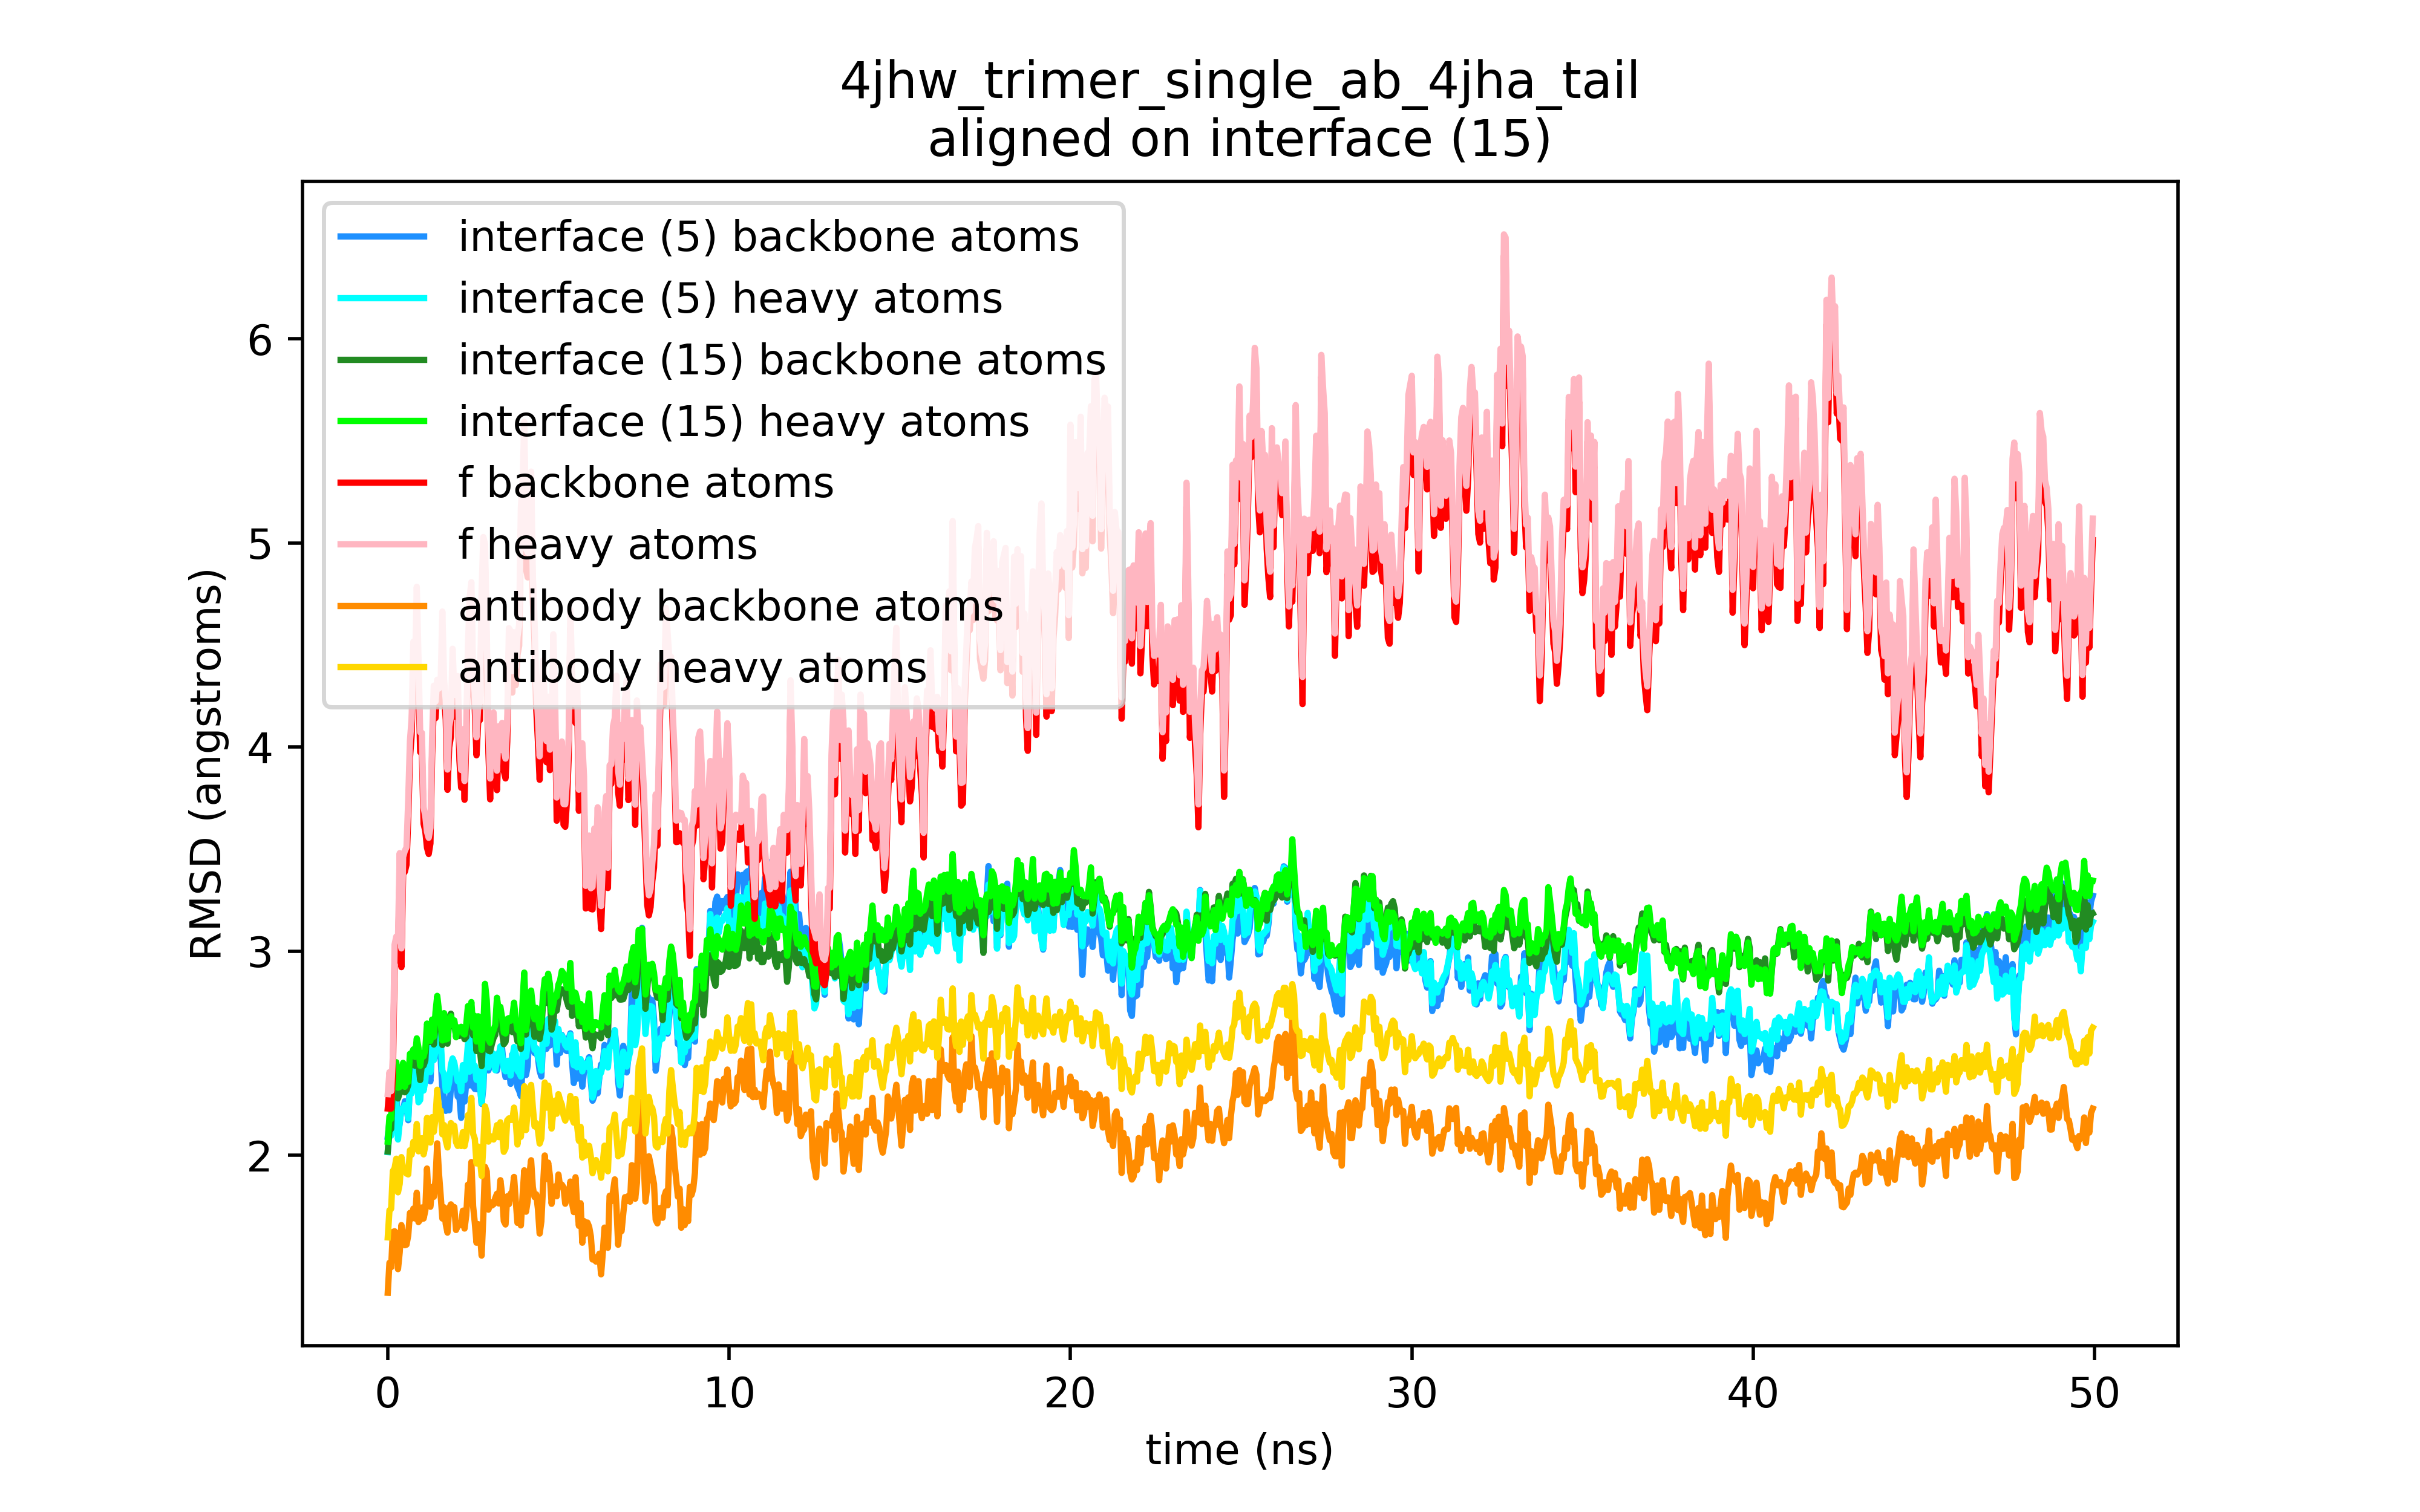 4jhw_trimer_single_ab_4jha_tail
aligned on interface (15)
interface (5) backbone atoms
interface (5) heavy atoms
interface (15) backbone atoms
interface (15) heavy atoms
f backbone atoms
f heavy atoms
antibody backbone atoms
antibody heavy atoms
RMSD (angstroms)
6
5
4
3
2
0 10 20 30 40 50
time (ns)